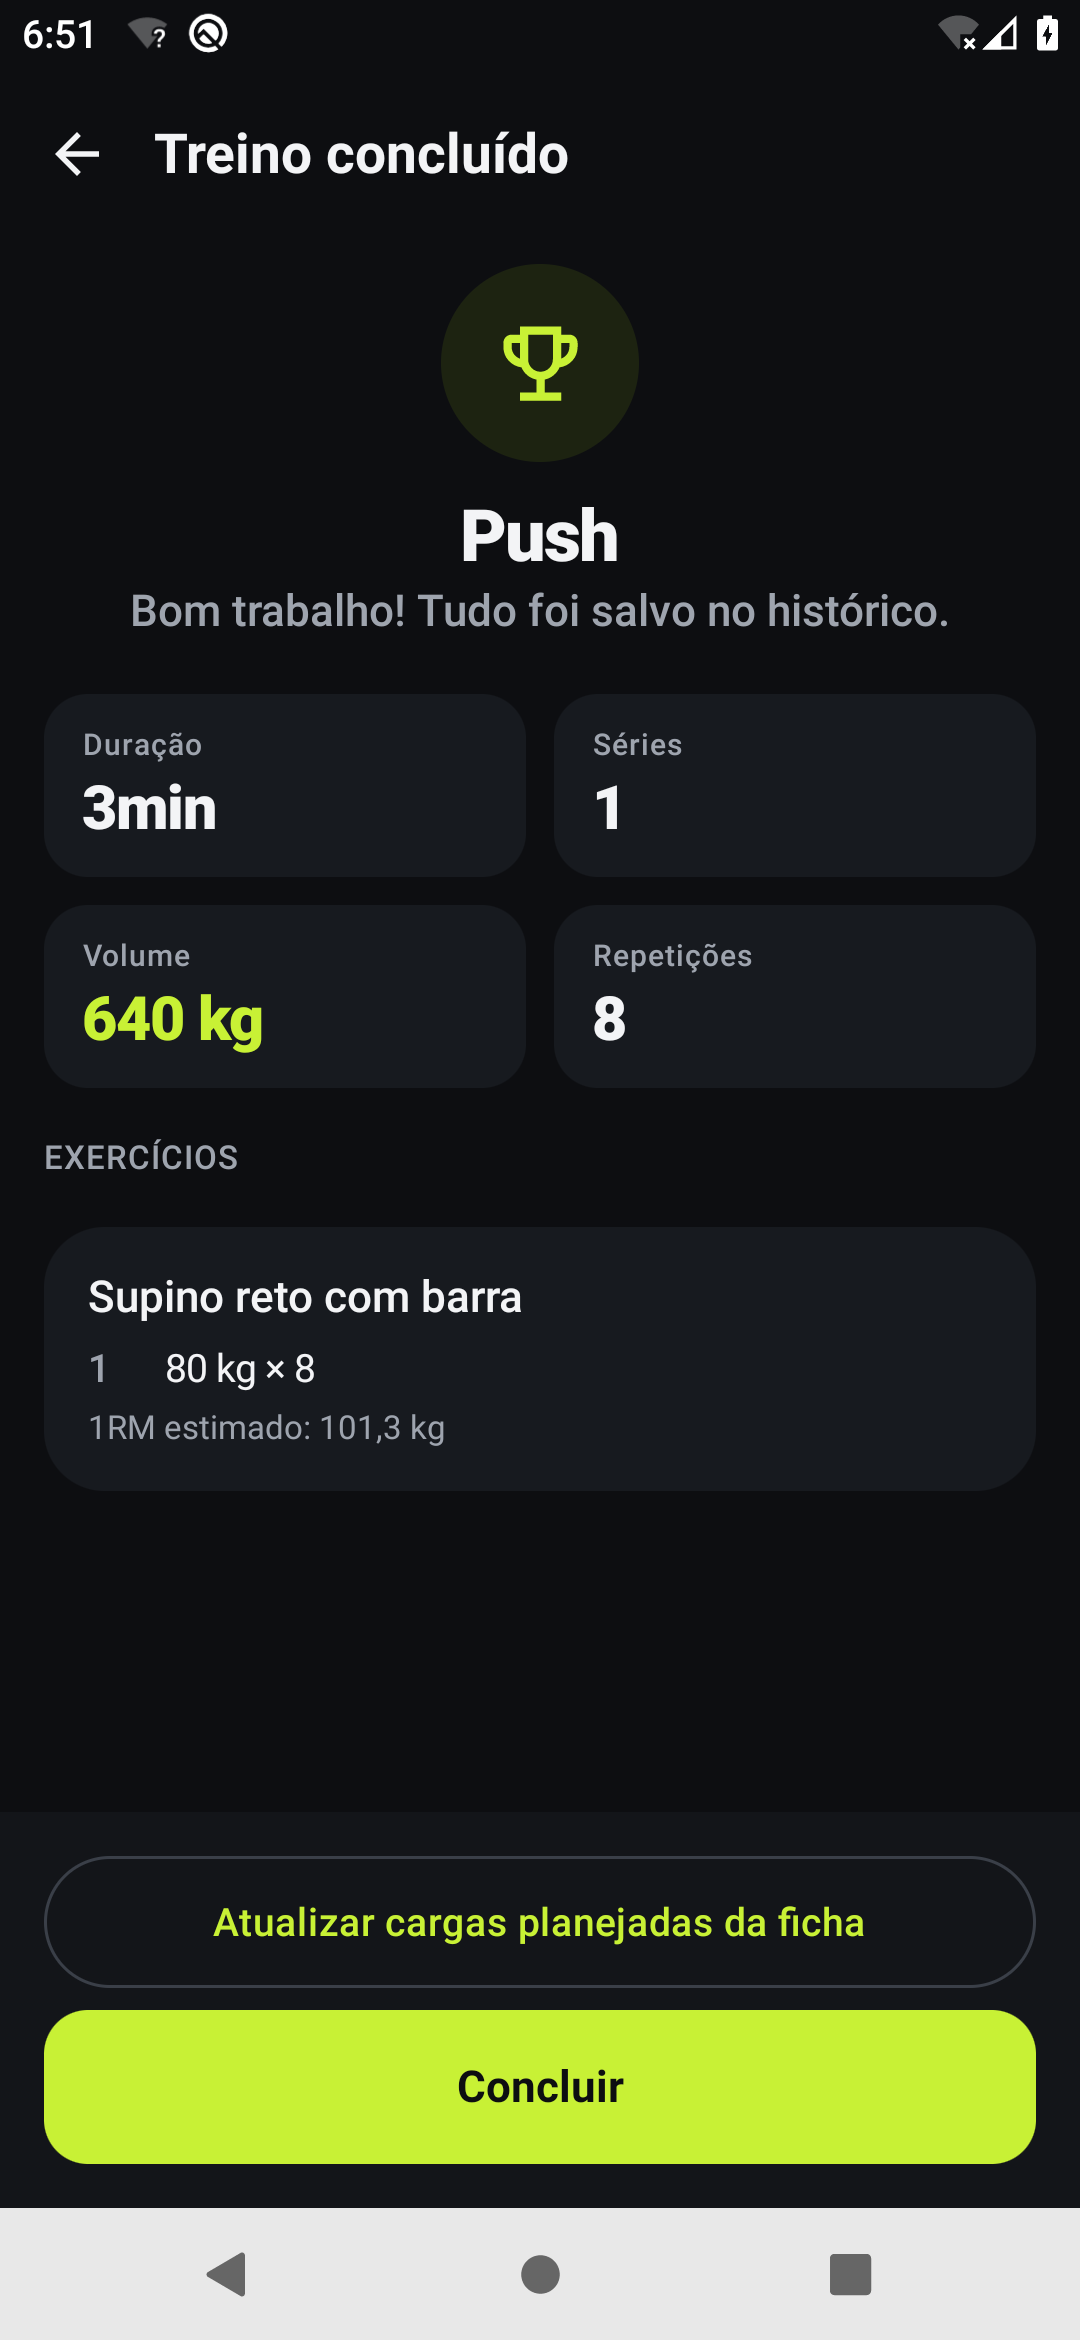 6:51
Treino concluído
Push
Bom trabalho! Tudo foi salvo no histórico.
Duração
3min
Séries
1
Volume
640 kg
Repetições
8
EXERCÍCIOS
Supino reto com barra
1 80 kg × 8
1RM estimado: 101,3 kg
Atualizar cargas planejadas da ficha
Concluir